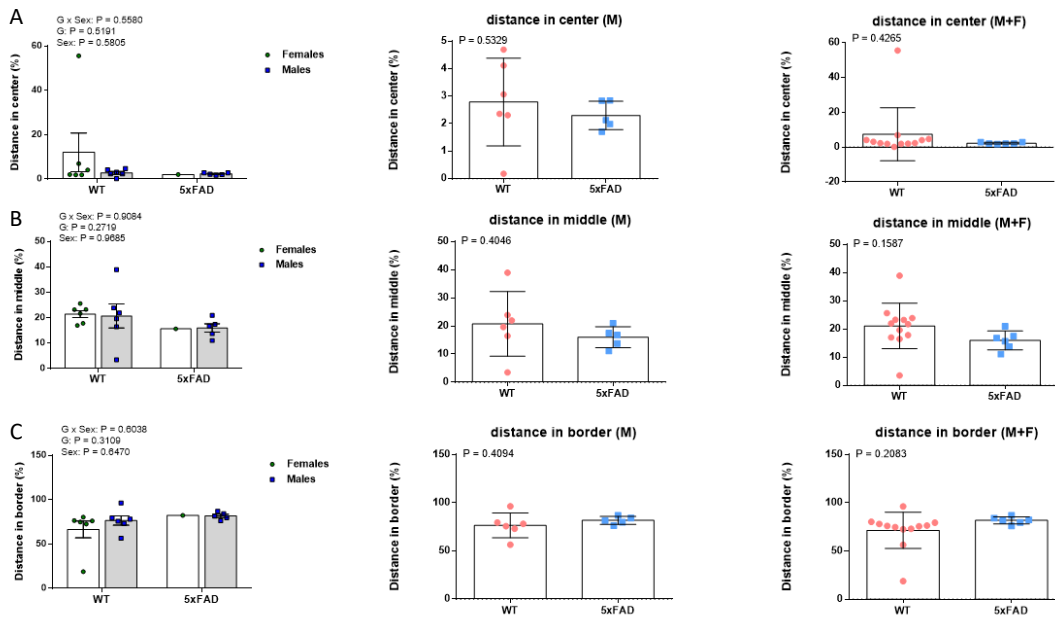 A
G x Sex: P = 0.5580
G: P = 0.5191
Sex: P = 0.5805
Distance in center (%)
60
40
20
0
WT
5xFAD
Females
Males
distance in center (M)
P = 0.5329
Distance in center (%)
5
4
3
2
1
0
WT
5xFAD
distance in center (M+F)
P = 0.4265
Distance in center (%)
60
40
20
0
-20
WT
5xFAD
B
G x Sex: P = 0.9084
G: P = 0.2719
Sex: P = 0.9685
Distance in middle (%)
50
40
30
20
10
0
WT
5xFAD
Females
Males
distance in middle (M)
P = 0.4046
Distance in middle (%)
50
40
30
20
10
0
WT
5xFAD
distance in middle (M+F)
P = 0.1587
Distance in middle (%)
50
40
30
20
10
0
WT
5xFAD
C
G x Sex: P = 0.6038
G: P = 0.3109
Sex: P = 0.6470
Distance in border (%)
150
100
50
0
WT
5xFAD
Females
Males
distance in border (M)
P = 0.4094
Distance in border (%)
150
100
50
0
WT
5xFAD
distance in border (M+F)
P = 0.2083
Distance in border (%)
150
100
50
0
WT
5xFAD